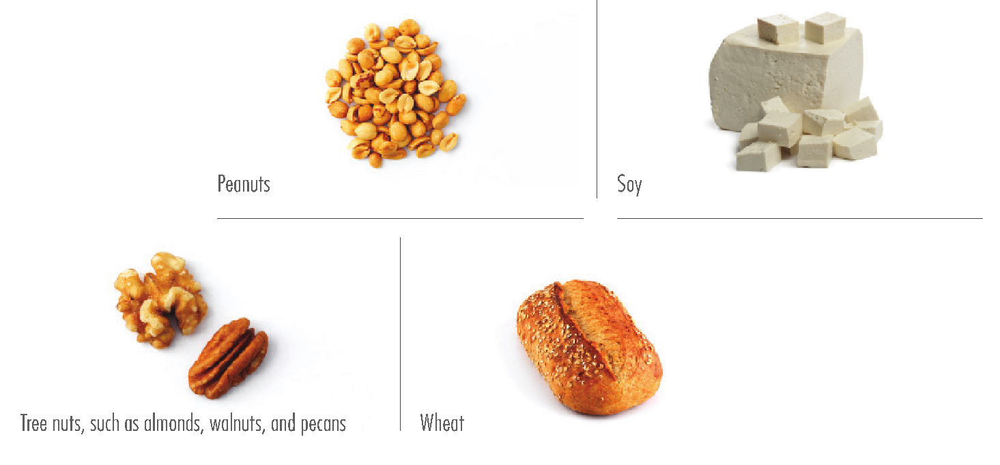 Peanuts
Soy
Tree nuts, such as almonds, walnuts, and pecans
Wheat